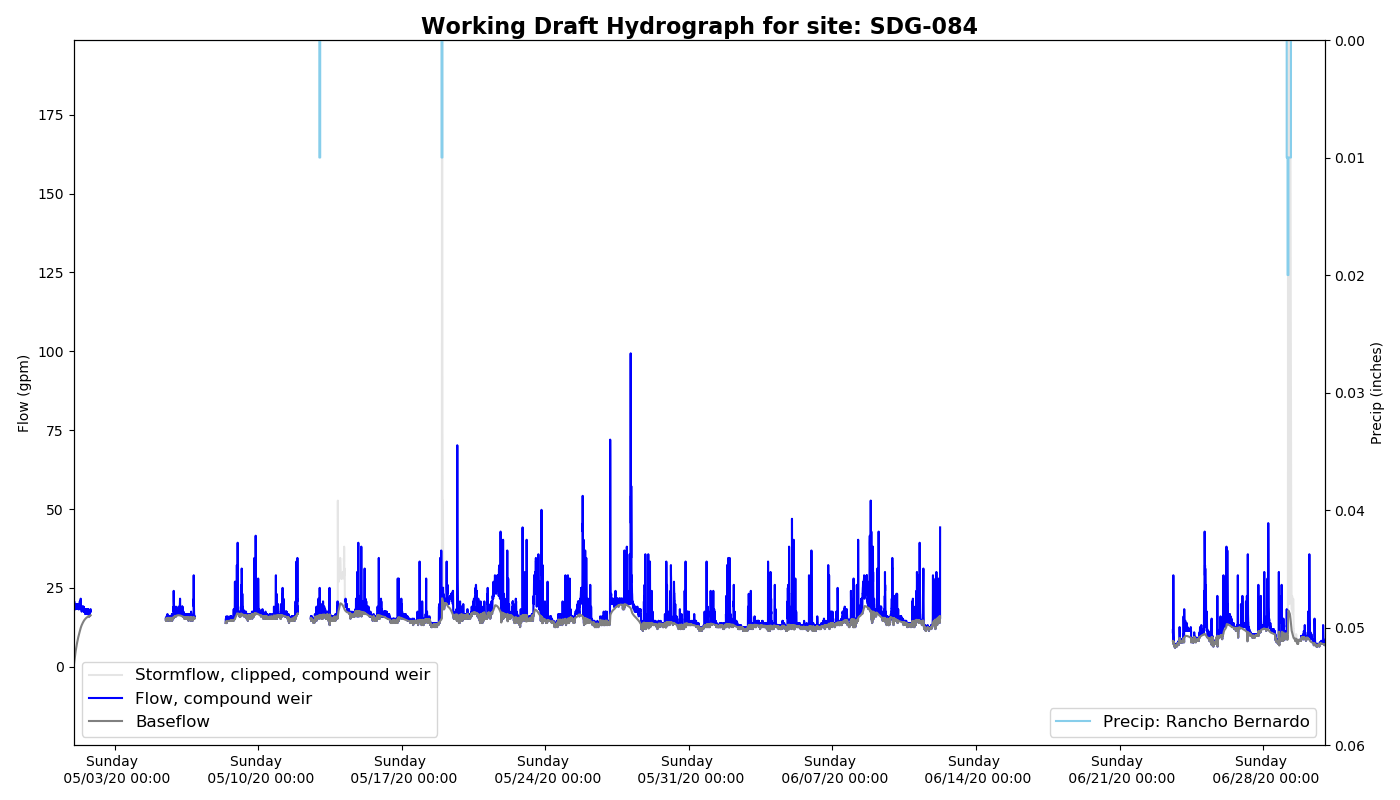 Working Draft Hydrograph for site: SDG-084
Flow (gpm)
175
150
125
100
75
50
25
0
0.00
0.01
0.02
0.03
0.04
0.05
0.06
Precip (inches)
Stormflow, clipped, compound weir
Flow, compound weir
Baseflow
Precip: Rancho Bernardo
Sunday
05/03/20 00:00
Sunday
05/10/20 00:00
Sunday
05/17/20 00:00
Sunday
05/24/20 00:00
Sunday
05/31/20 00:00
Sunday
06/07/20 00:00
Sunday
06/14/20 00:00
Sunday
06/21/20 00:00
Sunday
06/28/20 00:00